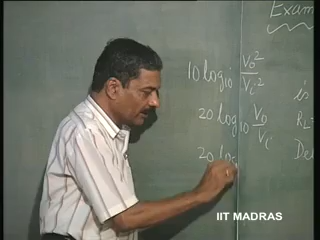 Exam
10 log10 Vo²/Vi²
is
20 log10 Vo/Vi
RL
20 log
De
IIT MADRAS